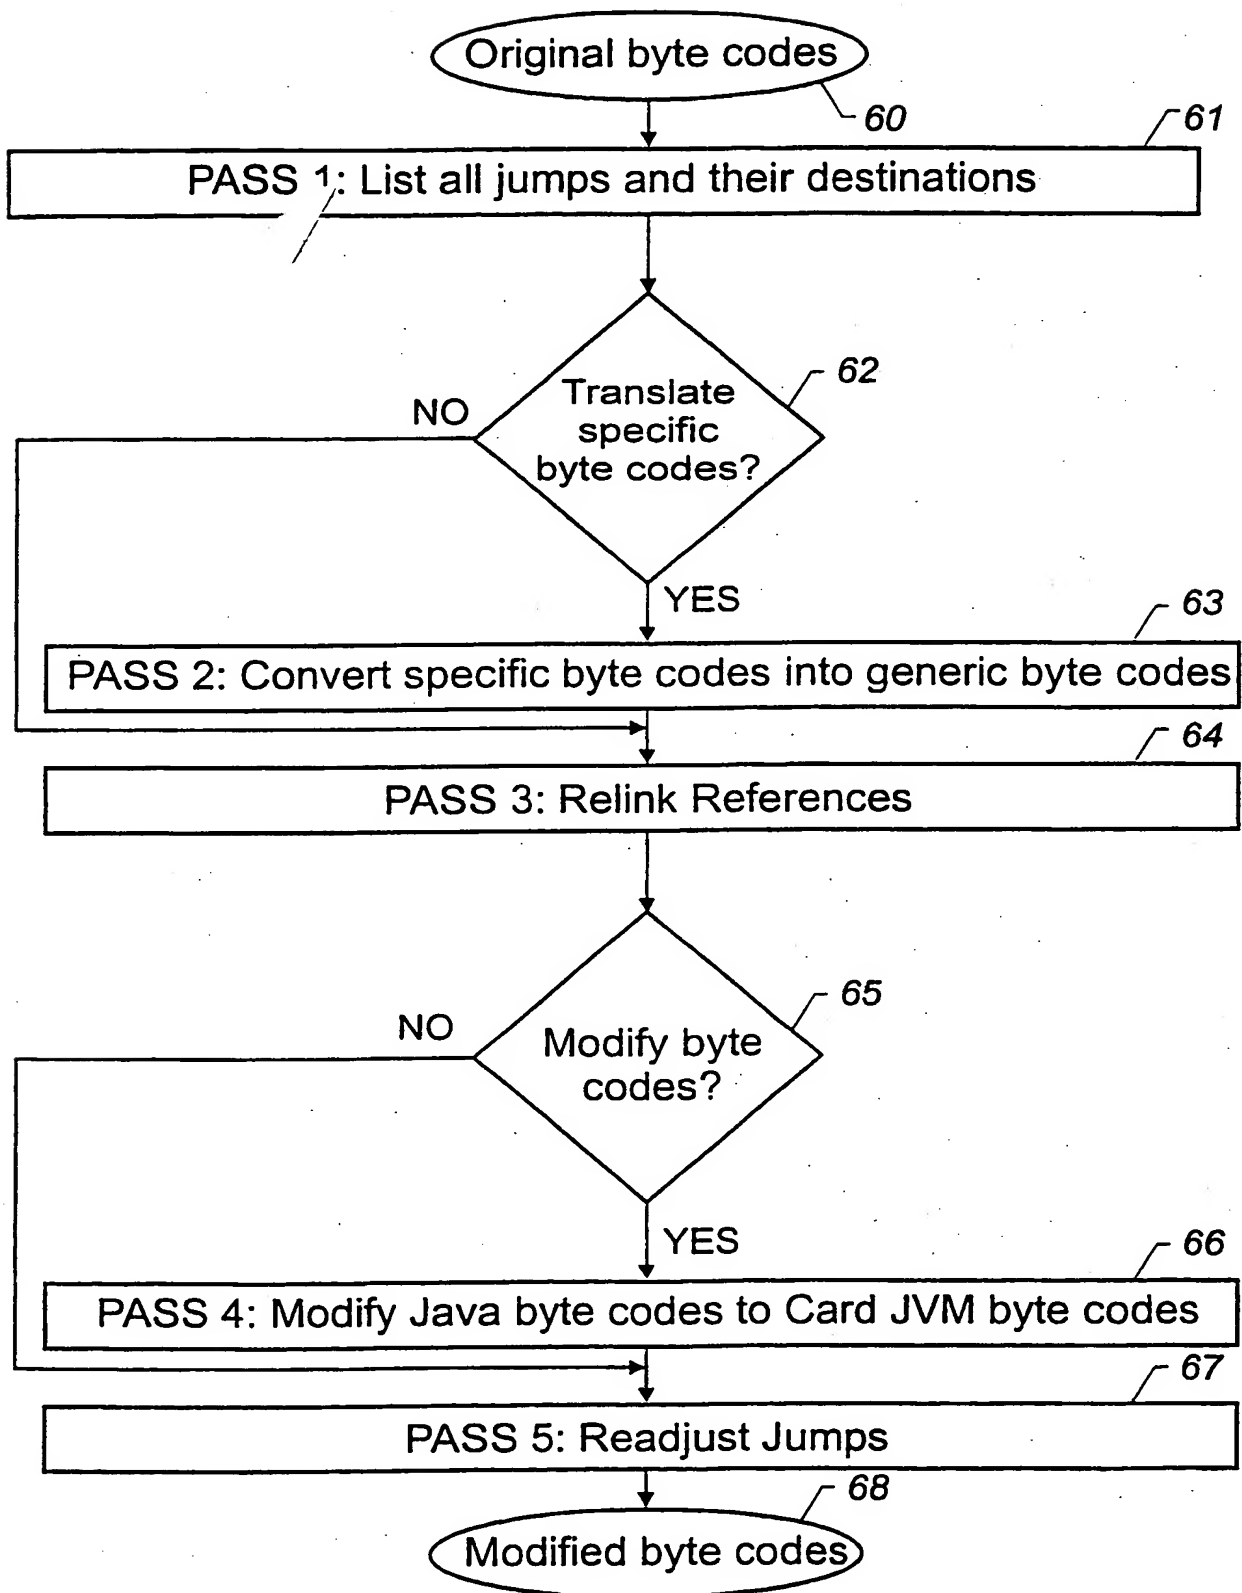 Original byte codes
60
61
PASS 1: List all jumps and their destinations
62
Translate
specific
byte codes?
NO
YES
63
PASS 2: Convert specific byte codes into generic byte codes
64
PASS 3: Relink References
65
NO
Modify byte
codes?
YES
66
PASS 4: Modify Java byte codes to Card JVM byte codes
67
PASS 5: Readjust Jumps
68
Modified byte codes